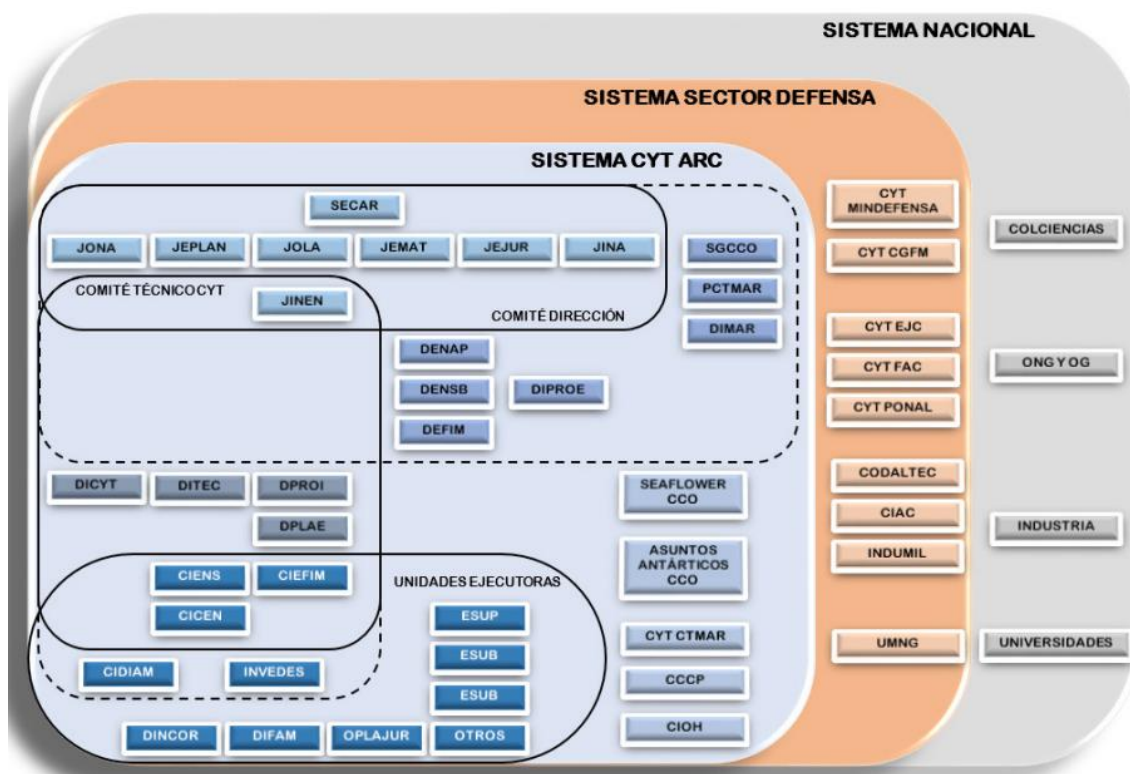 SISTEMA NACIONAL
SISTEMA SECTOR DEFENSA
SISTEMA CYT ARC
SECAR
JONA
JEPLAN
JOLA
JEMAT
JEJUR
JINA
COMITÉ TÉCNICO CYT
JINEN
COMITÉ DIRECCIÓN
SGCCO
PCTMAR
DIMAR
DENAP
DENSB
DIPROE
DEFIM
DICYT
DITEC
DPROI
DPLAE
CIENS
CIEFIM
CICEN
UNIDADES EJECUTORAS
ESUP
ESUB
ESUB
CIDIAM
INVEDES
DINCOR
DIFAM
OPLAJUR
OTROS
SEAFLOWER
CCO
ASUNTOS
ANTÁRTICOS
CCO
CYT CTMAR
CCCP
CIOH
CYT
MINDEFENSA
CYT CGFM
CYT EJC
CYT FAC
CYT PONAL
CODALTEC
CIAC
INDUMIL
UMNG
COLCIENCIAS
ONG Y OG
INDUSTRIA
UNIVERSIDADES